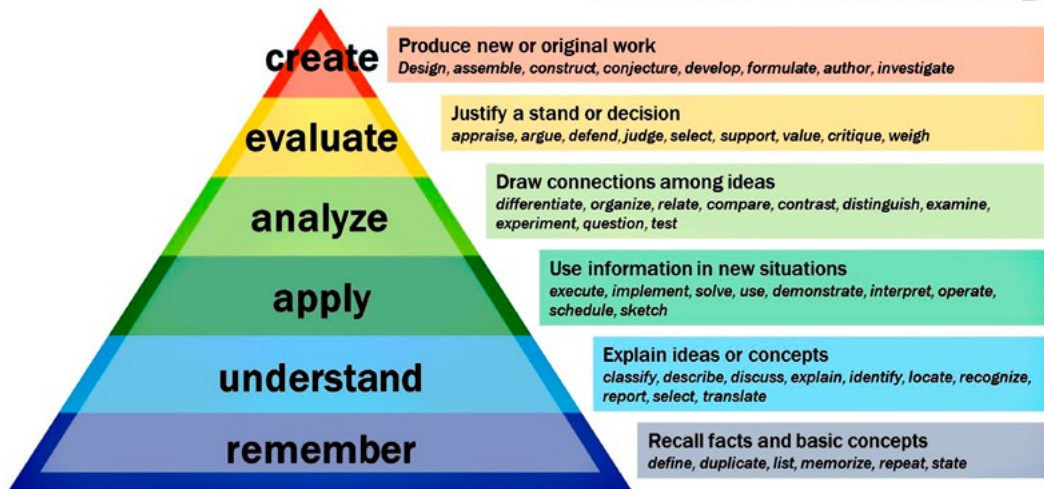 create
Produce new or original work
Design, assemble, construct, conjecture, develop, formulate, author, investigate
evaluate
Justify a stand or decision
appraise, argue, defend, judge, select, support, value, critique, weigh
analyze
Draw connections among ideas
differentiate, organize, relate, compare, contrast, distinguish, examine,
experiment, question, test
apply
Use information in new situations
execute, implement, solve, use, demonstrate, interpret, operate,
schedule, sketch
understand
Explain ideas or concepts
classify, describe, discuss, explain, identify, locate, recognize,
report, select, translate
remember
Recall facts and basic concepts
define, duplicate, list, memorize, repeat, state